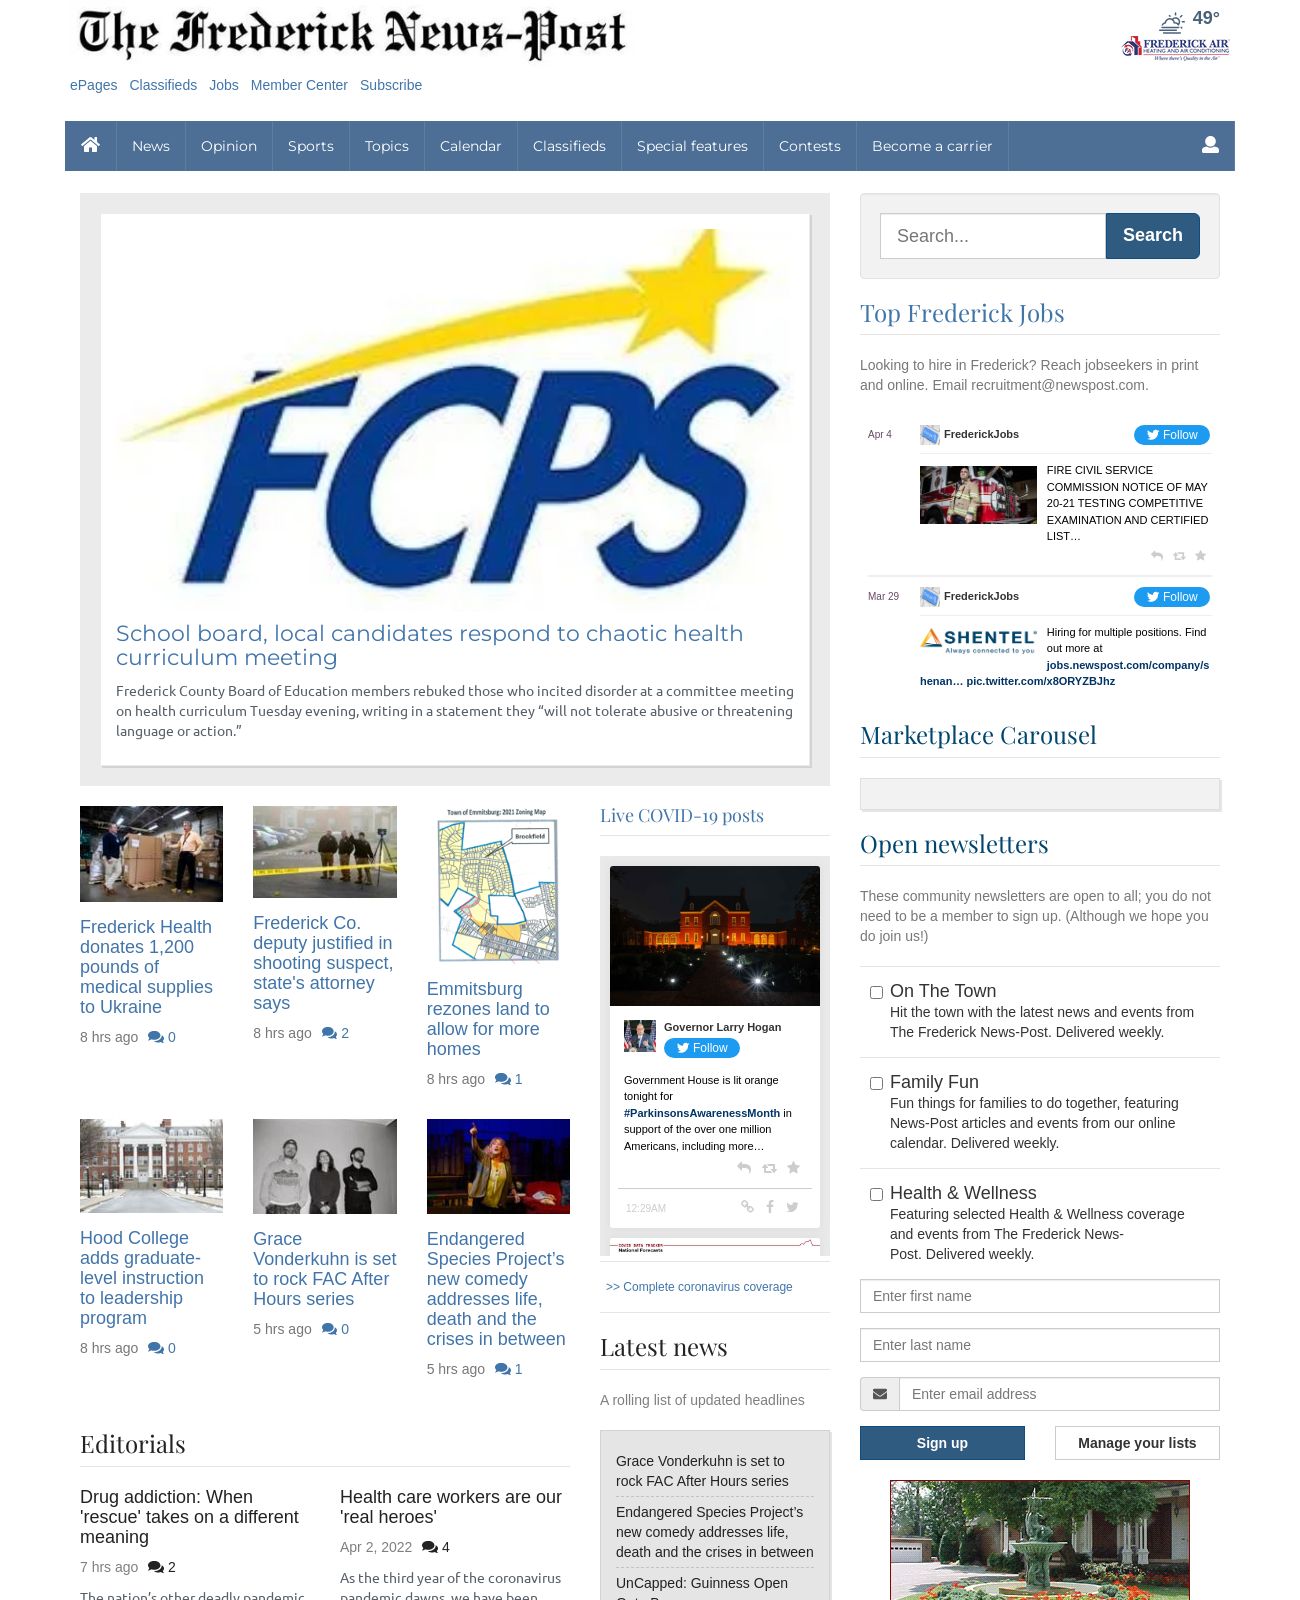 The Frederick News-Post
49°
FREDERICK AIR
HEATING AND AIR CONDITIONING
Where there's Quality in the Air
ePages Classifieds Jobs Member Center Subscribe
News Opinion Sports Topics Calendar Classifieds Special features Contests Become a carrier
FCPS
School board, local candidates respond to chaotic health
curriculum meeting
Frederick County Board of Education members rebuked those who incited disorder at a committee meeting
on health curriculum Tuesday evening, writing in a statement they “will not tolerate abusive or threatening
language or action.”
Frederick Health
donates 1,200
pounds of
medical supplies
to Ukraine
8 hrs ago 0
Frederick Co.
deputy justified in
shooting suspect,
state's attorney
says
8 hrs ago 2
Town of Emmitsburg: 2021 Zoning Map
Brookfield
Emmitsburg
rezones land to
allow for more
homes
8 hrs ago 1
Hood College
adds graduate-
level instruction
to leadership
program
8 hrs ago 0
Grace
Vonderkuhn is set
to rock FAC After
Hours series
5 hrs ago 0
Endangered
Species Project’s
new comedy
addresses life,
death and the
crises in between
5 hrs ago 1
Editorials
Drug addiction: When
'rescue' takes on a different
meaning
7 hrs ago 2
The nation’s other deadly pandemic
Health care workers are our
'real heroes'
Apr 2, 2022 4
As the third year of the coronavirus
pandemic dawns, we have been
Live COVID-19 posts
Governor Larry Hogan
Follow
Government House is lit orange
tonight for
#ParkinsonsAwarenessMonth in
support of the over one million
Americans, including more…
12:29AM
COVID DATA TRACKER
National Forecasts
>> Complete coronavirus coverage
Latest news
A rolling list of updated headlines
Grace Vonderkuhn is set to
rock FAC After Hours series
Endangered Species Project’s
new comedy addresses life,
death and the crises in between
UnCapped: Guinness Open
Search...
Search
Top Frederick Jobs
Looking to hire in Frederick? Reach jobseekers in print
and online. Email recruitment@newspost.com.
Apr 4 FrederickJobs Follow
FIRE CIVIL SERVICE
COMMISSION NOTICE OF MAY
20-21 TESTING COMPETITIVE
EXAMINATION AND CERTIFIED
LIST…
Mar 29 FrederickJobs Follow
SHENTEL
Always connected to you
Hiring for multiple positions. Find
out more at
jobs.newspost.com/company/s
henan… pic.twitter.com/x8ORYZBJhz
Marketplace Carousel
Open newsletters
These community newsletters are open to all; you do not
need to be a member to sign up. (Although we hope you
do join us!)
On The Town
Hit the town with the latest news and events from
The Frederick News-Post. Delivered weekly.
Family Fun
Fun things for families to do together, featuring
News-Post articles and events from our online
calendar. Delivered weekly.
Health & Wellness
Featuring selected Health & Wellness coverage
and events from The Frederick News-
Post. Delivered weekly.
Enter first name
Enter last name
Enter email address
Sign up Manage your lists